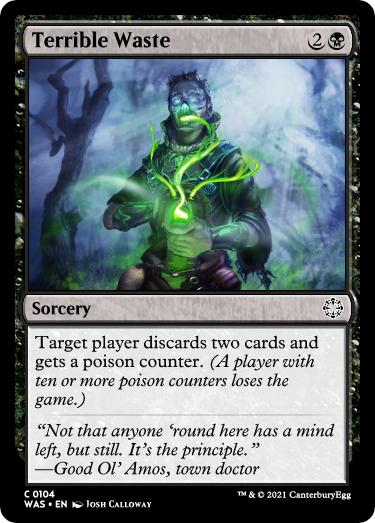 Terrible Waste 2
Sorcery
Target player discards two cards and
gets a poison counter. (A player with
ten or more poison counters loses the
game.)
“Not that anyone ’round here has a mind
left, but still. It’s the principle.”
—Good Ol’ Amos, town doctor
C 0104
WAS • EN Josh Calloway
™ & © 2021 CanterburyEgg